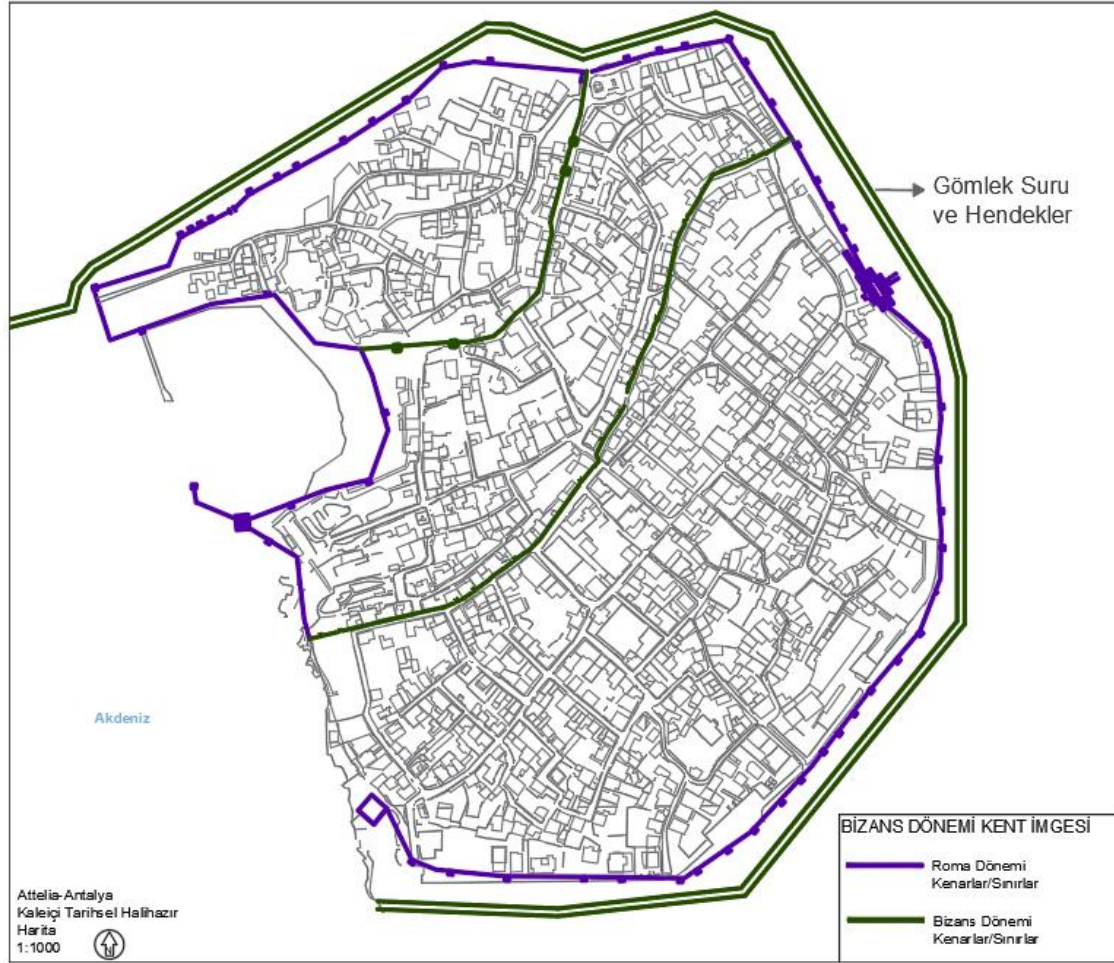 Gömlek Suru
ve Hendekler
Akdeniz
BİZANS DÖNEMİ KENT İMGESİ
Roma Dönemi
Kenarlar/Sınırlar
Bizans Dönemi
Kenarlar/Sınırlar
Attelia-Antalya
Kaleiçi Tarihsel Halihazır
Harita
1:1000
N